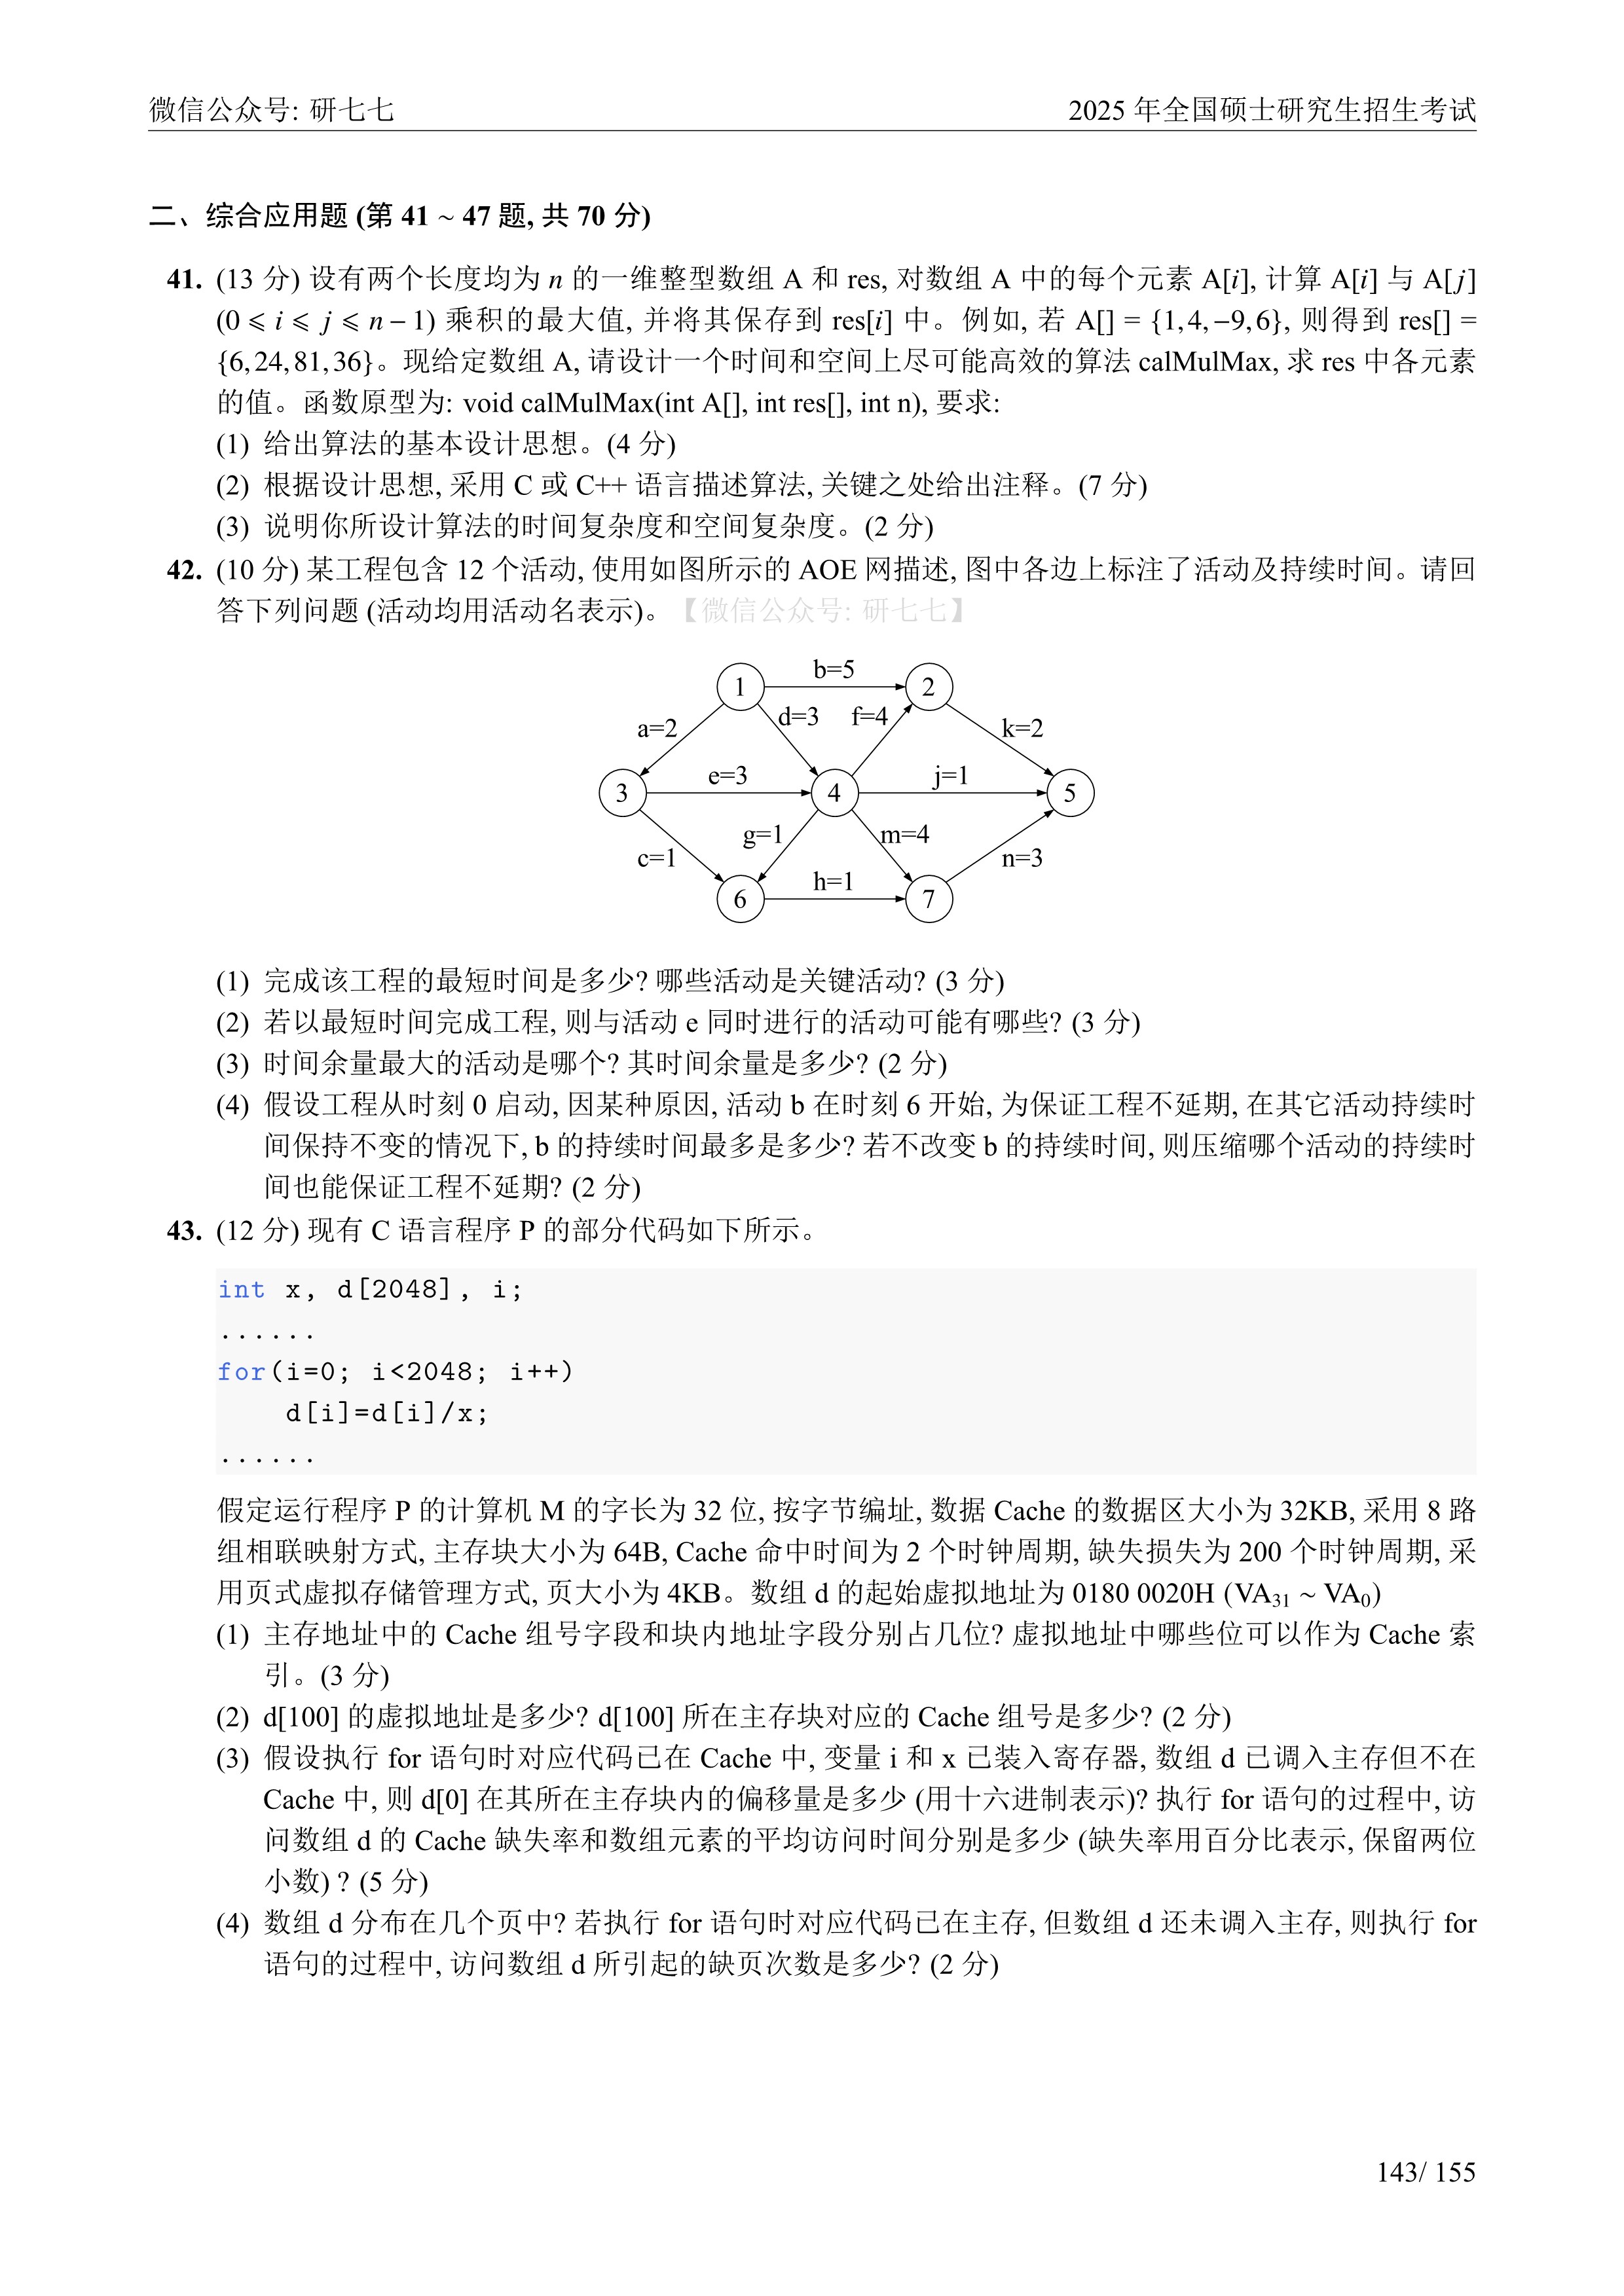 微信公众号: 研七七
2025 年全国硕士研究生招生考试
二、综合应用题 (第 41 ~ 47 题, 共 70 分)
41. (13 分) 设有两个长度均为 n 的一维整型数组 A 和 res, 对数组 A 中的每个元素 A[i], 计算 A[i] 与 A[j]
(0 ⩽ i ⩽ j ⩽ n − 1) 乘积的最大值, 并将其保存到 res[i] 中。例如, 若 A[] = {1, 4, −9, 6}, 则得到 res[] =
{6, 24, 81, 36}。现给定数组 A, 请设计一个时间和空间上尽可能高效的算法 calMulMax, 求 res 中各元素
的值。函数原型为: void calMulMax(int A[], int res[], int n), 要求:
(1) 给出算法的基本设计思想。(4 分)
(2) 根据设计思想, 采用 C 或 C++ 语言描述算法, 关键之处给出注释。(7 分)
(3) 说明你所设计算法的时间复杂度和空间复杂度。(2 分)
42. (10 分) 某工程包含 12 个活动, 使用如图所示的 AOE 网描述, 图中各边上标注了活动及持续时间。请回
答下列问题 (活动均用活动名表示)。【微信公众号: 研七七】
b=5
1
2
a=2
d=3
f=4
k=2
e=3
j=1
3
4
5
g=1
m=4
c=1
n=3
h=1
6
7
(1) 完成该工程的最短时间是多少? 哪些活动是关键活动? (3 分)
(2) 若以最短时间完成工程, 则与活动 e 同时进行的活动可能有哪些? (3 分)
(3) 时间余量最大的活动是哪个? 其时间余量是多少? (2 分)
(4) 假设工程从时刻 0 启动, 因某种原因, 活动 b 在时刻 6 开始, 为保证工程不延期, 在其它活动持续时
间保持不变的情况下, b 的持续时间最多是多少? 若不改变 b 的持续时间, 则压缩哪个活动的持续时
间也能保证工程不延期? (2 分)
43. (12 分) 现有 C 语言程序 P 的部分代码如下所示。
int x, d[2048], i;
......
for(i=0; i<2048; i++)
d[i]=d[i]/x;
......
假定运行程序 P 的计算机 M 的字长为 32 位, 按字节编址, 数据 Cache 的数据区大小为 32KB, 采用 8 路
组相联映射方式, 主存块大小为 64B, Cache 命中时间为 2 个时钟周期, 缺失损失为 200 个时钟周期, 采
用页式虚拟存储管理方式, 页大小为 4KB。数组 d 的起始虚拟地址为 0180 0020H (VA₃₁ ~ VA₀)
(1) 主存地址中的 Cache 组号字段和块内地址字段分别占几位? 虚拟地址中哪些位可以作为 Cache 索
引。(3 分)
(2) d[100] 的虚拟地址是多少? d[100] 所在主存块对应的 Cache 组号是多少? (2 分)
(3) 假设执行 for 语句时对应代码已在 Cache 中, 变量 i 和 x 已装入寄存器, 数组 d 已调入主存但不在
Cache 中, 则 d[0] 在其所在主存块内的偏移量是多少 (用十六进制表示)? 执行 for 语句的过程中, 访
问数组 d 的 Cache 缺失率和数组元素的平均访问时间分别是多少 (缺失率用百分比表示, 保留两位
小数) ? (5 分)
(4) 数组 d 分布在几个页中? 若执行 for 语句时对应代码已在主存, 但数组 d 还未调入主存, 则执行 for
语句的过程中, 访问数组 d 所引起的缺页次数是多少? (2 分)
143/ 155